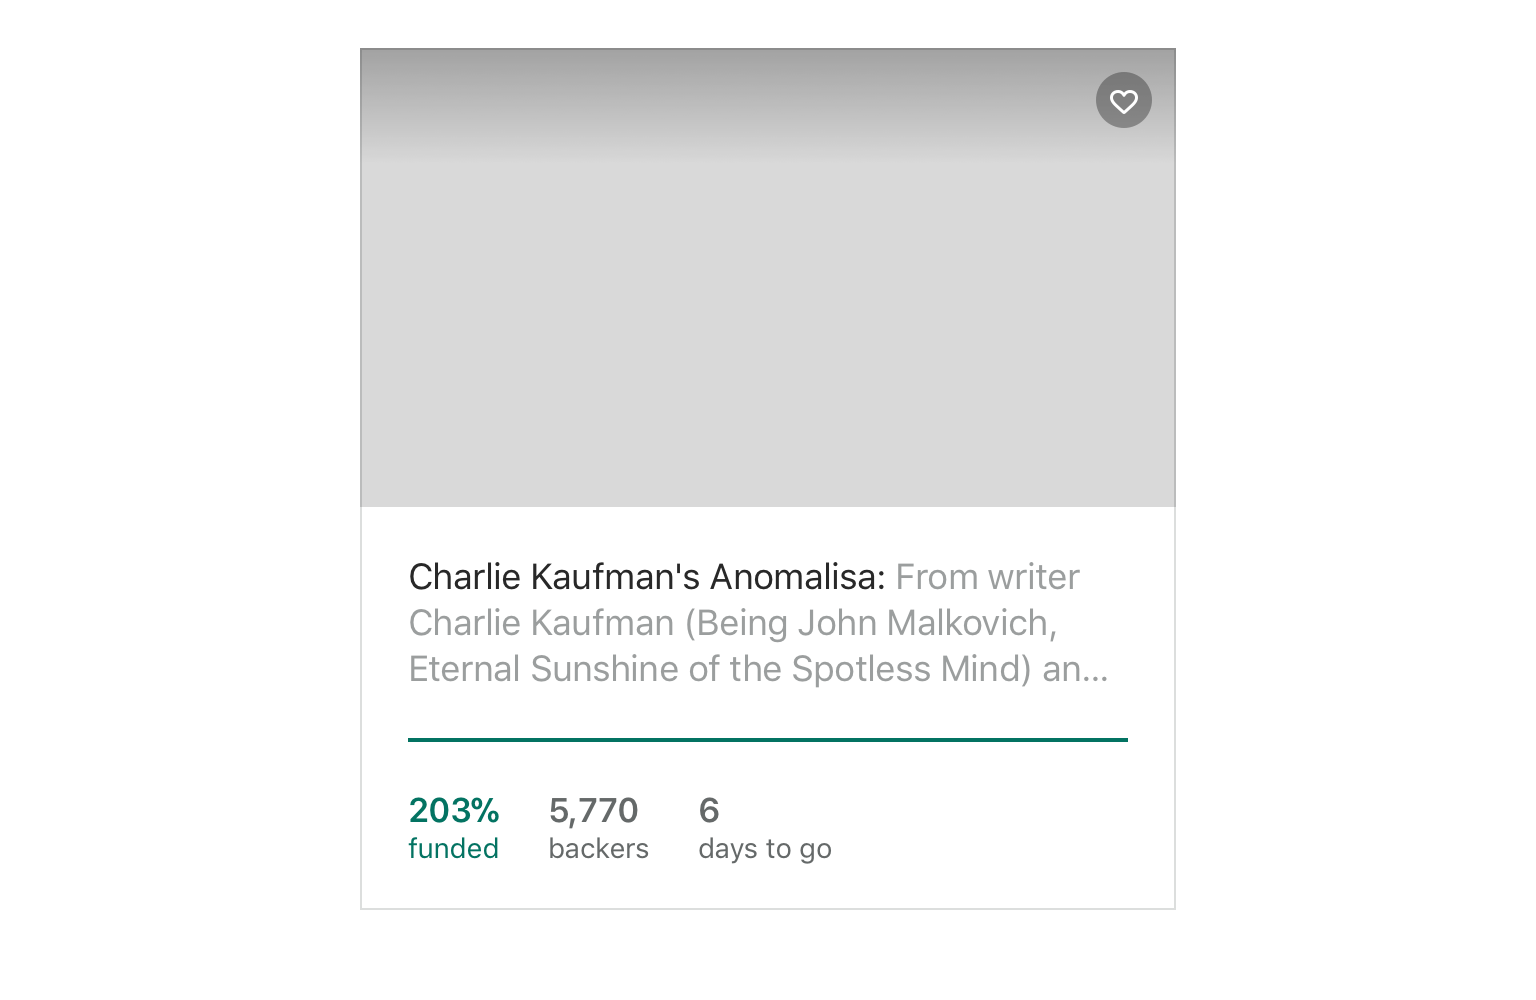 Charlie Kaufman's Anomalisa: From writer
Charlie Kaufman (Being John Malkovich,
Eternal Sunshine of the Spotless Mind) an...
203% 5,770 6
funded backers days to go